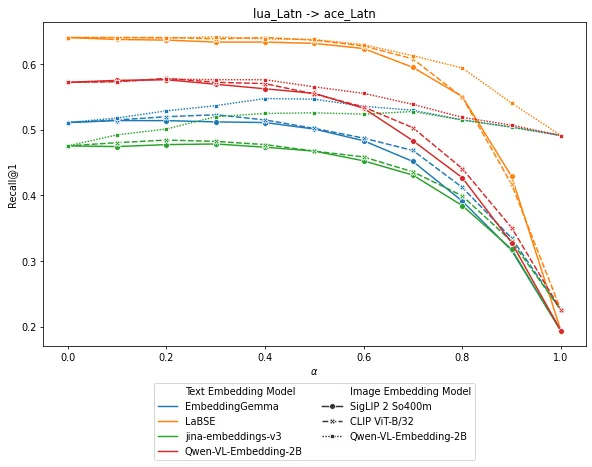 lua_Latn -> ace_Latn
Recall@1
0.6
0.5
0.4
0.3
0.2
0.0 0.2 0.4 0.6 0.8 1.0
α
Text Embedding Model
EmbeddingGemma
LaBSE
jina-embeddings-v3
Qwen-VL-Embedding-2B
Image Embedding Model
SigLIP 2 So400m
CLIP ViT-B/32
Qwen-VL-Embedding-2B